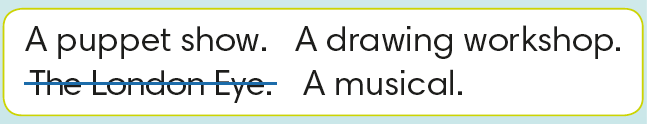 A puppet show. A drawing workshop.
The London Eye. A musical.